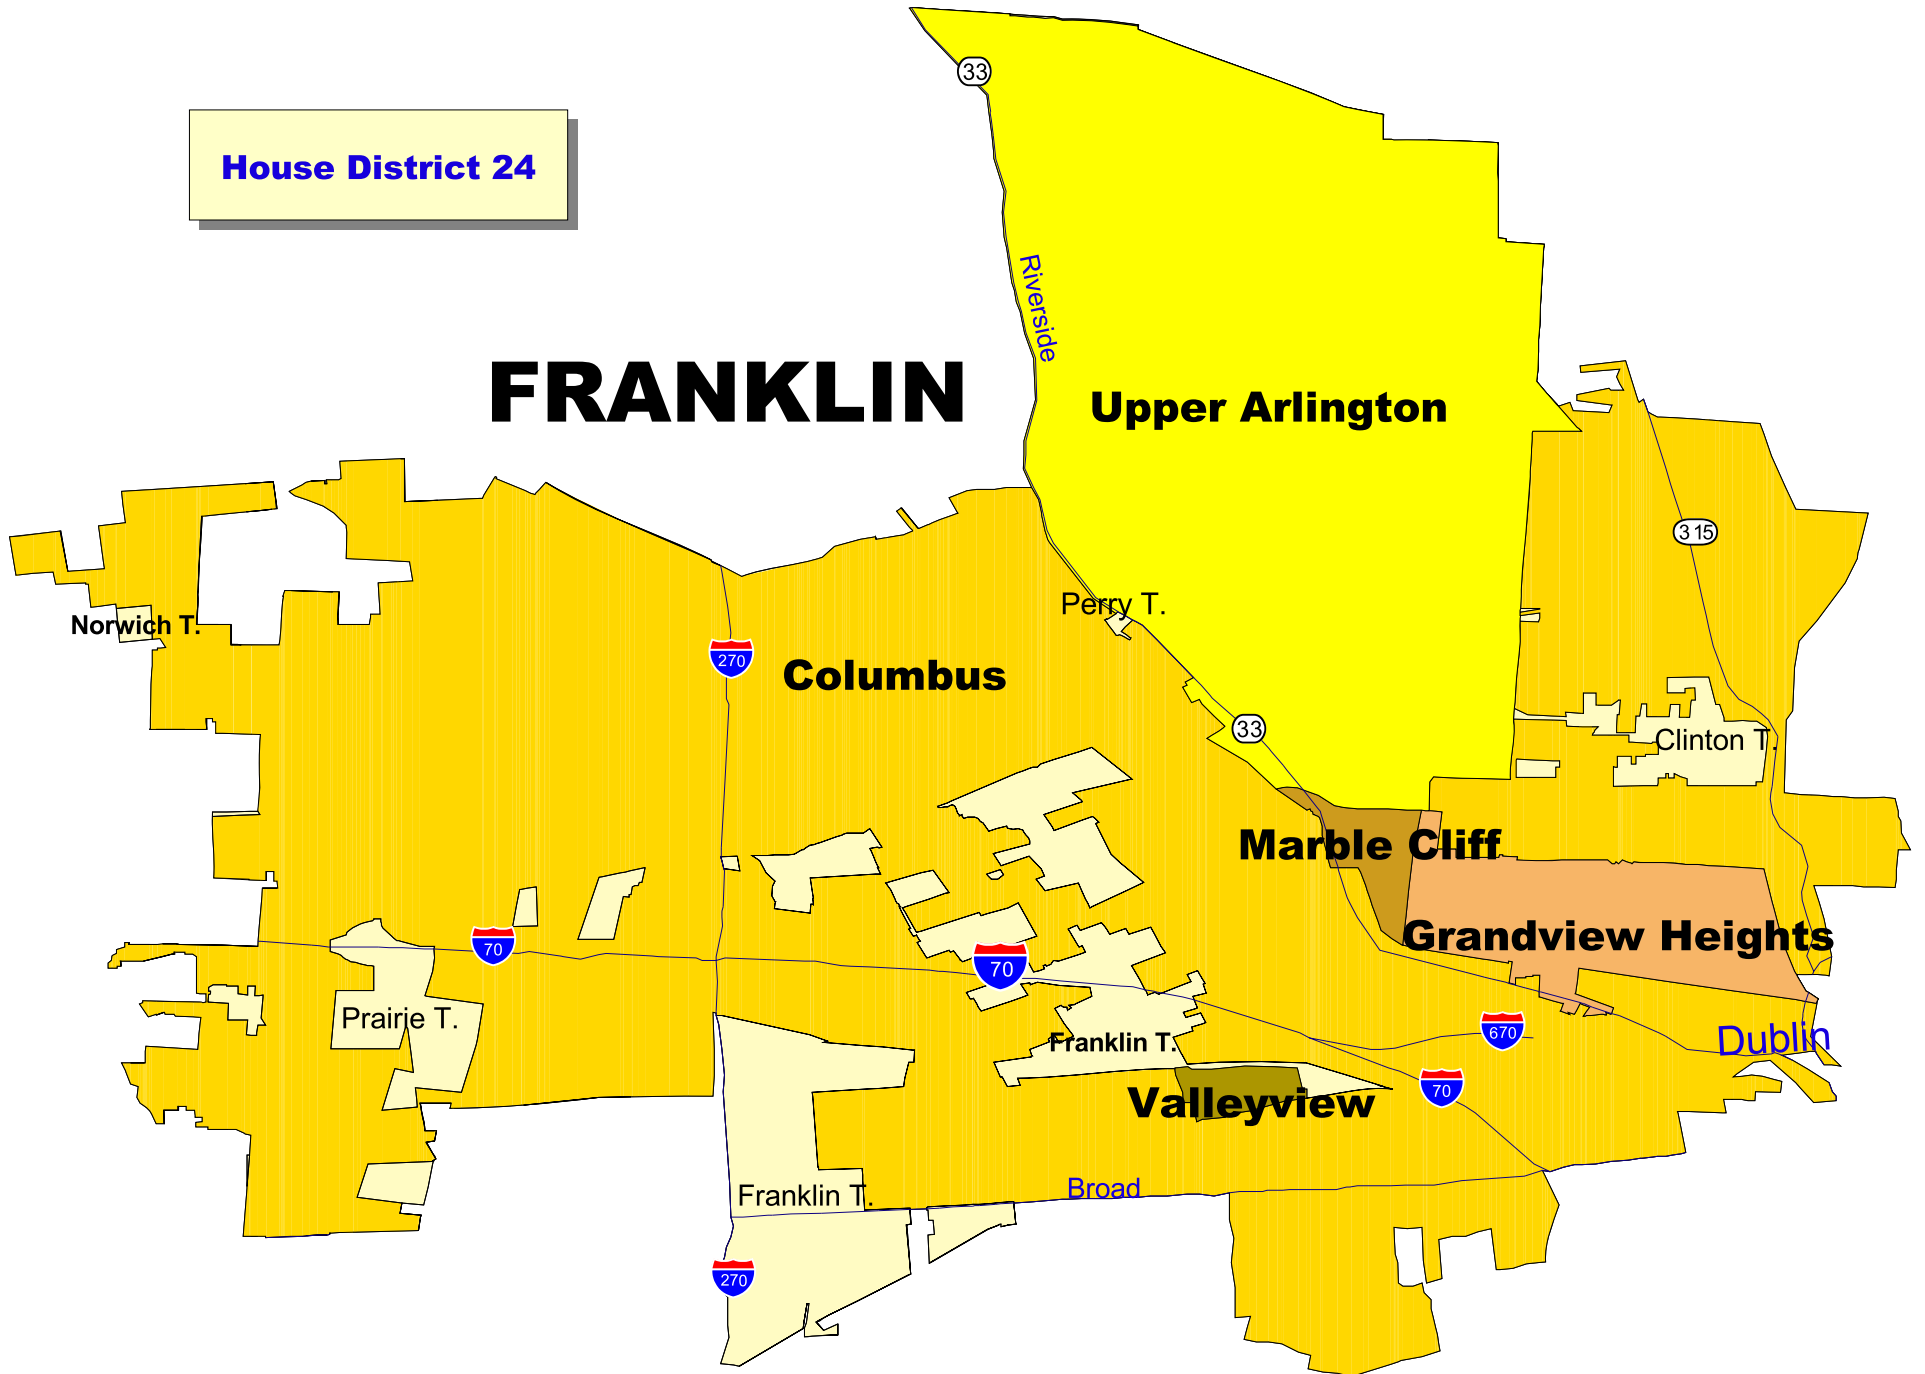 33
House District 24
Riverside
FRANKLIN
Upper Arlington
315
Perry T.
Norwich T.
270
Columbus
33
Clinton T.
Marble Cliff
Grandview Heights
70
70
Prairie T.
670
Dublin
Franklin T.
70
Valleyview
Broad
Franklin T.
270